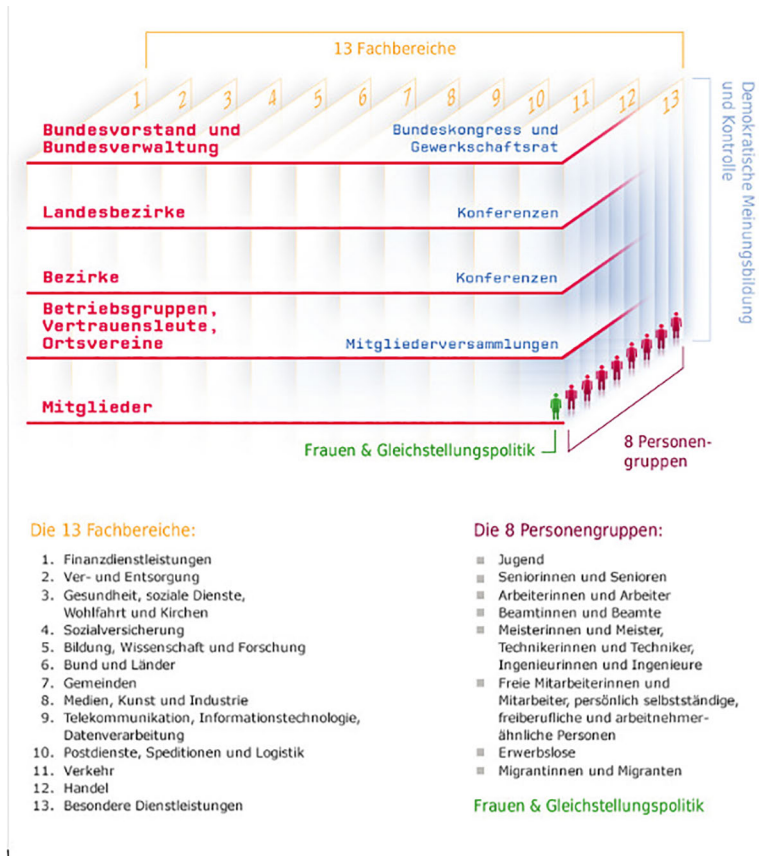 13 Fachbereiche
1 2 3 4 5 6 7 8 9 10 11 12 13
Bundesvorstand und
Bundesverwaltung
Bundeskongress und
Gewerkschaftsrat
Landesbezirke
Konferenzen
Bezirke
Konferenzen
Betriebsgruppen,
Vertrauensleute,
Ortsvereine
Mitgliederversammlungen
Mitglieder
Demokratische Meinungsbildung
und Kontrolle
Frauen & Gleichstellungspolitik
8 Personen-
gruppen
Die 13 Fachbereiche:
1. Finanzdienstleistungen
2. Ver- und Entsorgung
3. Gesundheit, soziale Dienste,
Wohlfahrt und Kirchen
4. Sozialversicherung
5. Bildung, Wissenschaft und Forschung
6. Bund und Länder
7. Gemeinden
8. Medien, Kunst und Industrie
9. Telekommunikation, Informationstechnologie,
Datenverarbeitung
10. Postdienste, Speditionen und Logistik
11. Verkehr
12. Handel
13. Besondere Dienstleistungen
Die 8 Personengruppen:
Jugend
Seniorinnen und Senioren
Arbeiterinnen und Arbeiter
Beamtinnen und Beamte
Meisterinnen und Meister,
Technikerinnen und Techniker,
Ingenieurinnen und Ingenieure
Freie Mitarbeiterinnen und
Mitarbeiter, persönlich selbstständige,
freiberufliche und arbeitnehmer-
ähnliche Personen
Erwerbslose
Migrantinnen und Migranten
Frauen & Gleichstellungspolitik